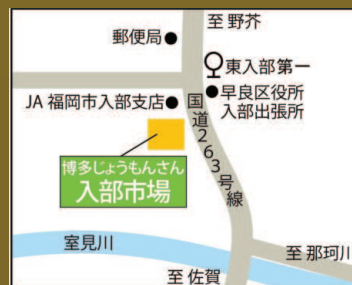 至 野芥
郵便局
東入部第一
JA 福岡市入部支店
早良区役所
入部出張所
国道263号線
博多じょうもんさん
入部市場
室見川
至 那珂川
至 佐賀